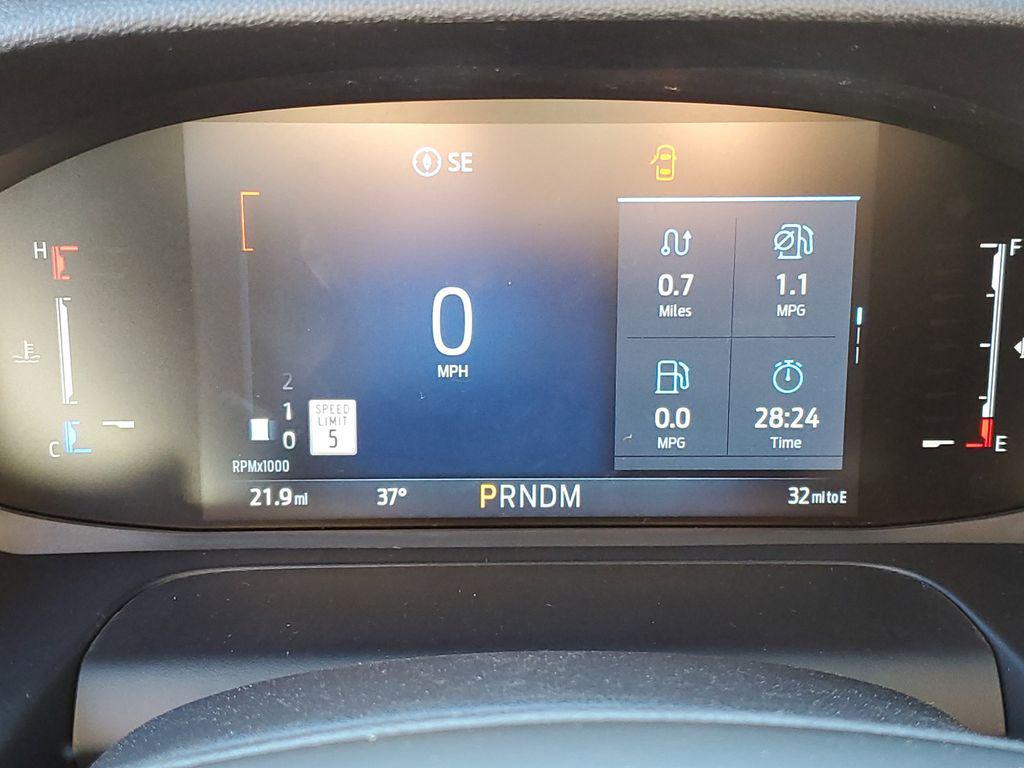 SE
H
F
0.7
Miles
1.1
MPG
0
MPH
2
1
0
SPEED
LIMIT
5
0.0
MPG
28:24
Time
C
E
RPMx1000
21.9 mi
37°
PRNDM
32 mi to E